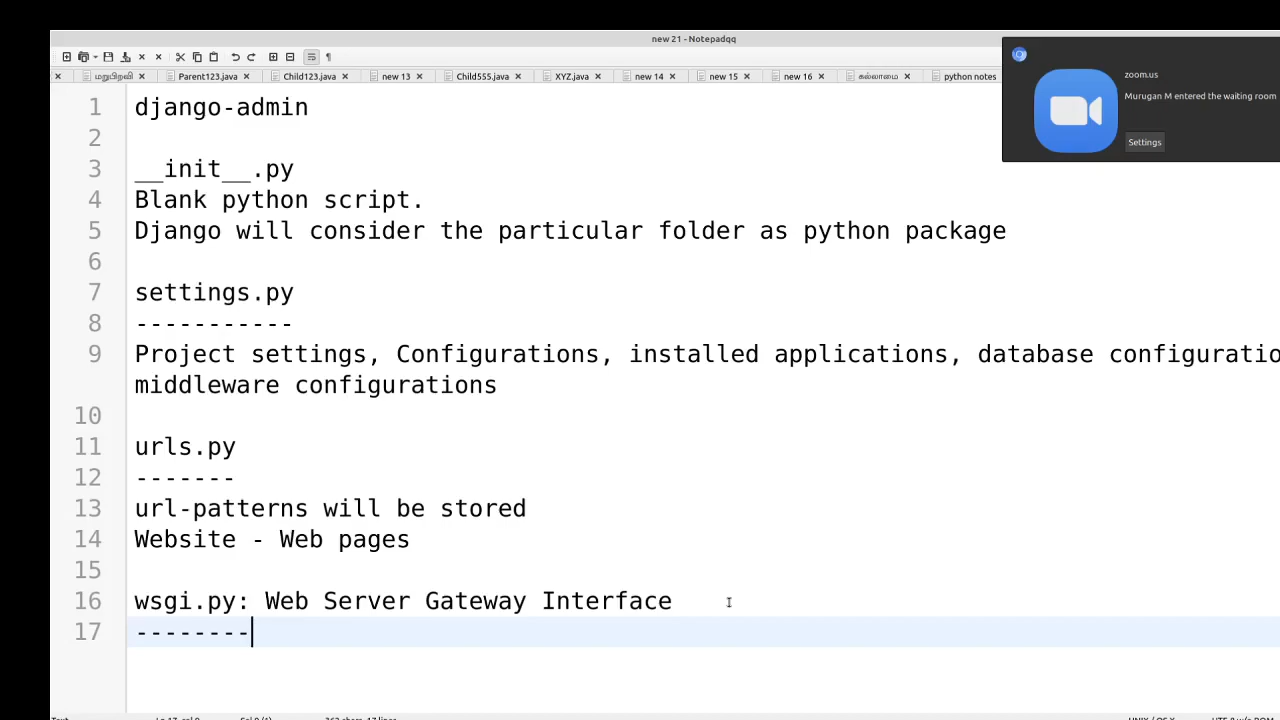 new 21 - Notepadqq
மறுபிறவி
Parent123.java
Child123.java
new 13
Child555.java
XYZ.java
new 14
new 15
new 16
கல்லாமை
python notes
zoom.us
Murugan M entered the waiting room
Settings
1 django-admin
2
3 __init__.py
4 Blank python script.
5 Django will consider the particular folder as python package
6
7 settings.py
8 -----------
9 Project settings, Configurations, installed applications, database configuratio
middleware configurations
10
11 urls.py
12 -------
13 url-patterns will be stored
14 Website - Web pages
15
16 wsgi.py: Web Server Gateway Interface
17 --------